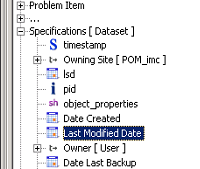 Problem Item
...
Specifications [ Dataset ]
S timestamp
t→ Owning Site [ POM_imc ]
lsd
i pid
sh object_properties
Date Created
Last Modified Date
t→ Owner [ User ]
Date Last Backup